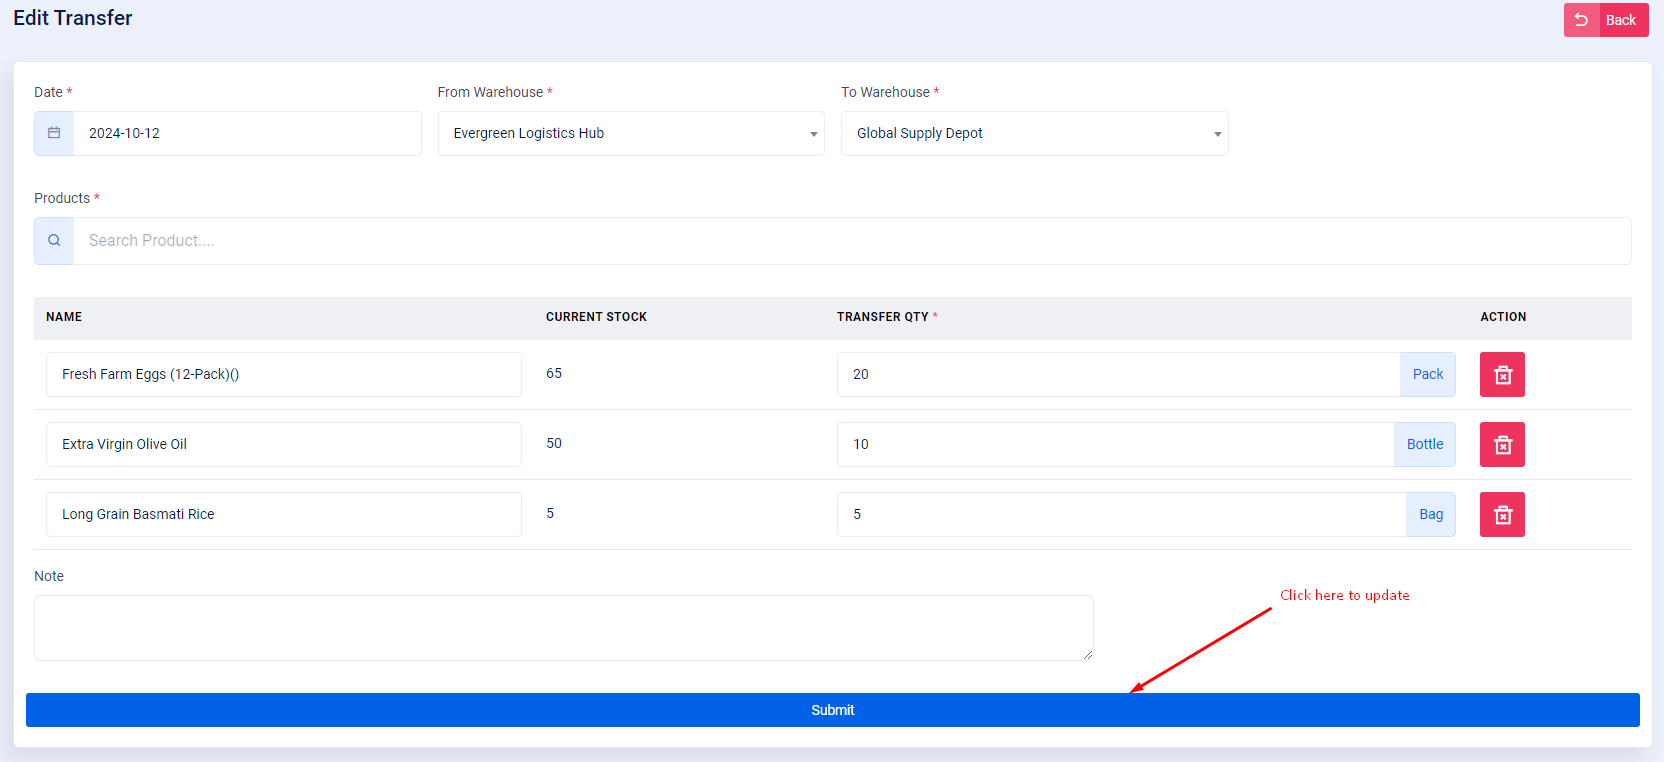 Edit Transfer
Back
Date *
From Warehouse *
To Warehouse *
2024-10-12
Evergreen Logistics Hub
Global Supply Depot
Products *
Search Product....
NAME CURRENT STOCK TRANSFER QTY * ACTION
Fresh Farm Eggs (12-Pack)() 65 20 Pack
Extra Virgin Olive Oil 50 10 Bottle
Long Grain Basmati Rice 5 5 Bag
Note
Click here to update
Submit